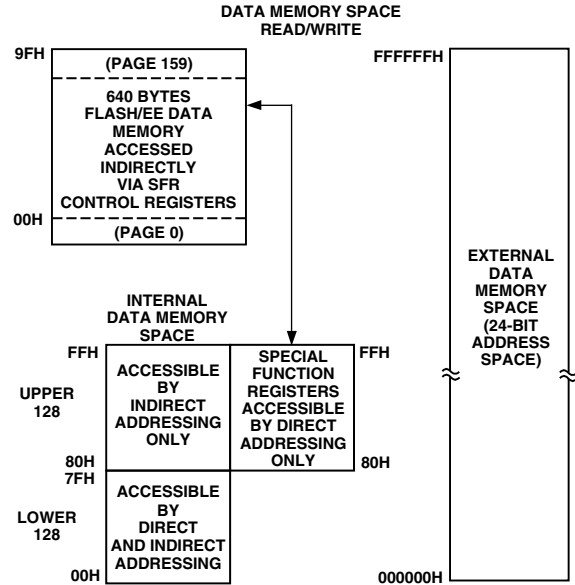 DATA MEMORY SPACE
READ/WRITE
9FH
(PAGE 159)
640 BYTES
FLASH/EE DATA
MEMORY
ACCESSED
INDIRECTLY
VIA SFR
CONTROL REGISTERS
00H
(PAGE 0)
INTERNAL
DATA MEMORY
SPACE
FFH
UPPER
128
ACCESSIBLE
BY
INDIRECT
ADDRESSING
ONLY
80H
SPECIAL
FUNCTION
REGISTERS
ACCESSIBLE
BY DIRECT
ADDRESSING
ONLY
FFH
80H
7FH
LOWER
128
ACCESSIBLE
BY
DIRECT
AND INDIRECT
ADDRESSING
00H
FFFFFFH
EXTERNAL
DATA
MEMORY
SPACE
(24-BIT
ADDRESS
SPACE)
000000H